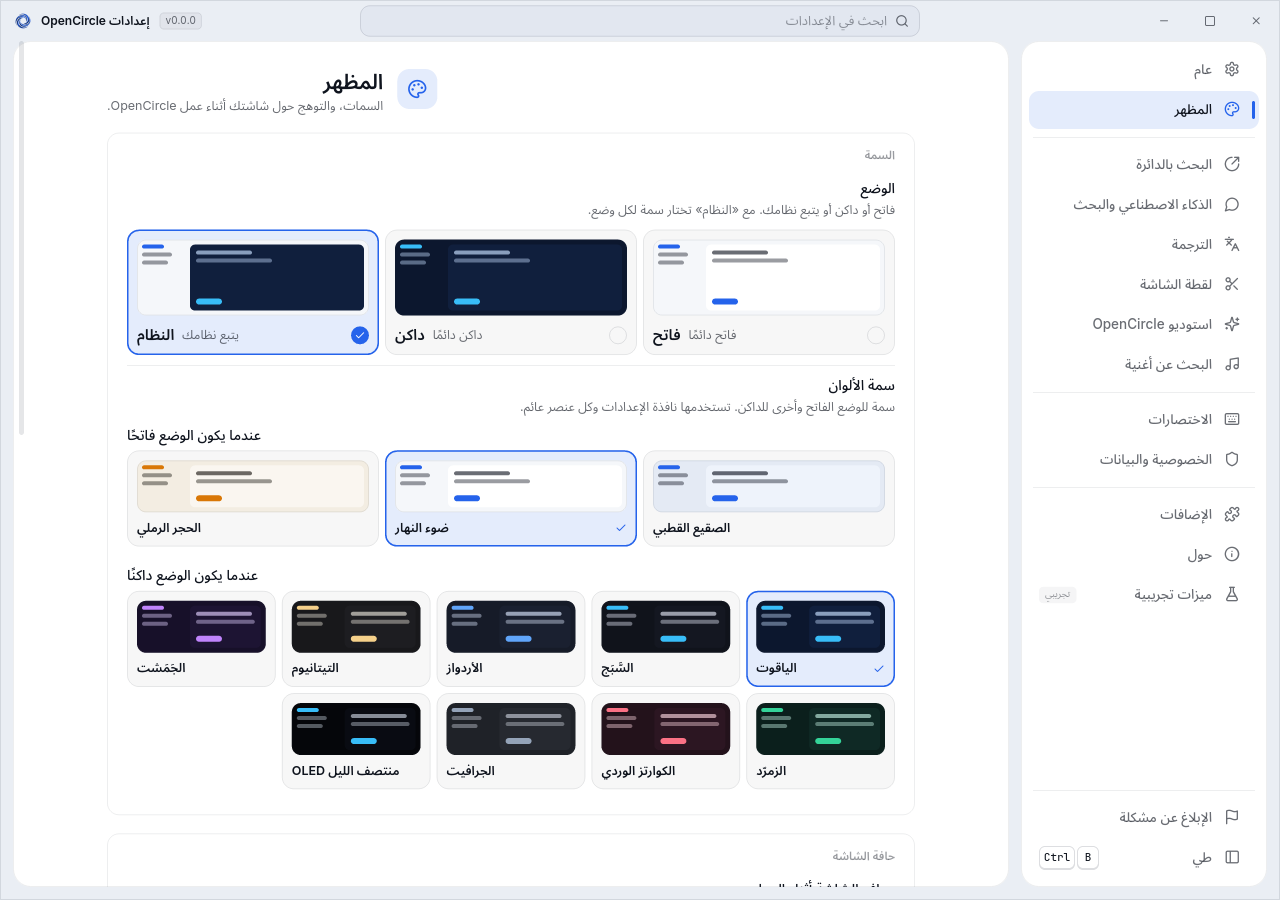 إعدادات OpenCircle
v0.0.0
ابحث في الإعدادات
عام
المظهر
البحث بالدائرة
الذكاء الاصطناعي والبحث
الترجمة
لقطة الشاشة
استوديو OpenCircle
البحث عن أغنية
الاختصارات
الخصوصية والبيانات
الإضافات
حول
ميزات تجريبية
تجريبي
الإبلاغ عن مشكلة
طي
Ctrl B
المظهر
السمات، والتوهج حول شاشتك أثناء عمل OpenCircle.
السمة
الوضع
فاتح أو داكن أو يتبع نظامك. مع «النظام» تختار سمة لكل وضع.
فاتح فاتح دائمًا
داكن داكن دائمًا
النظام يتبع نظامك
سمة الألوان
سمة للوضع الفاتح وأخرى للداكن. تستخدمها نافذة الإعدادات وكل عنصر عائم.
عندما يكون الوضع فاتحًا
الصقيع القطبي
ضوء النهار
الحجر الرملي
عندما يكون الوضع داكنًا
الياقوت
السَّبَج
الأردواز
التيتانيوم
الجَمَشت
الزمرّد
الكوارتز الوردي
الجرافيت
منتصف الليل OLED
حافة الشاشة